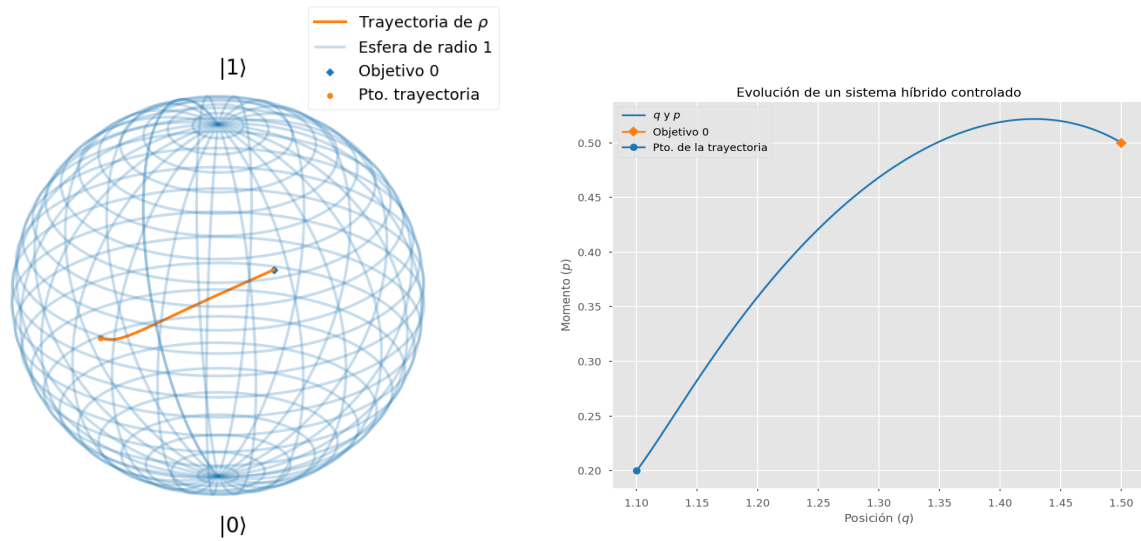 Trayectoria de ρ
Esfera de radio 1
Objetivo 0
Pto. trayectoria
|1⟩
|0⟩
Evolución de un sistema híbrido controlado
q y p
Objetivo 0
Pto. de la trayectoria
Momento (p)
0.50
0.45
0.40
0.35
0.30
0.25
0.20
1.10 1.15 1.20 1.25 1.30 1.35 1.40 1.45 1.50
Posición (q)